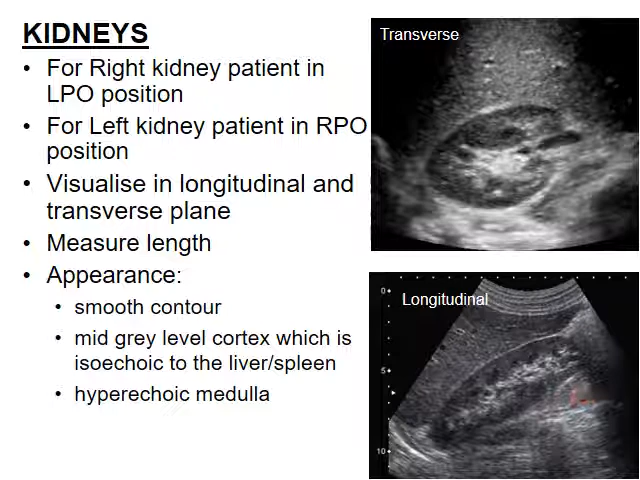 KIDNEYS
• For Right kidney patient in
LPO position
• For Left kidney patient in RPO
position
• Visualise in longitudinal and
transverse plane
• Measure length
• Appearance:
• smooth contour
• mid grey level cortex which is
isoechoic to the liver/spleen
• hyperechoic medulla
Transverse
Longitudinal
0
5
10